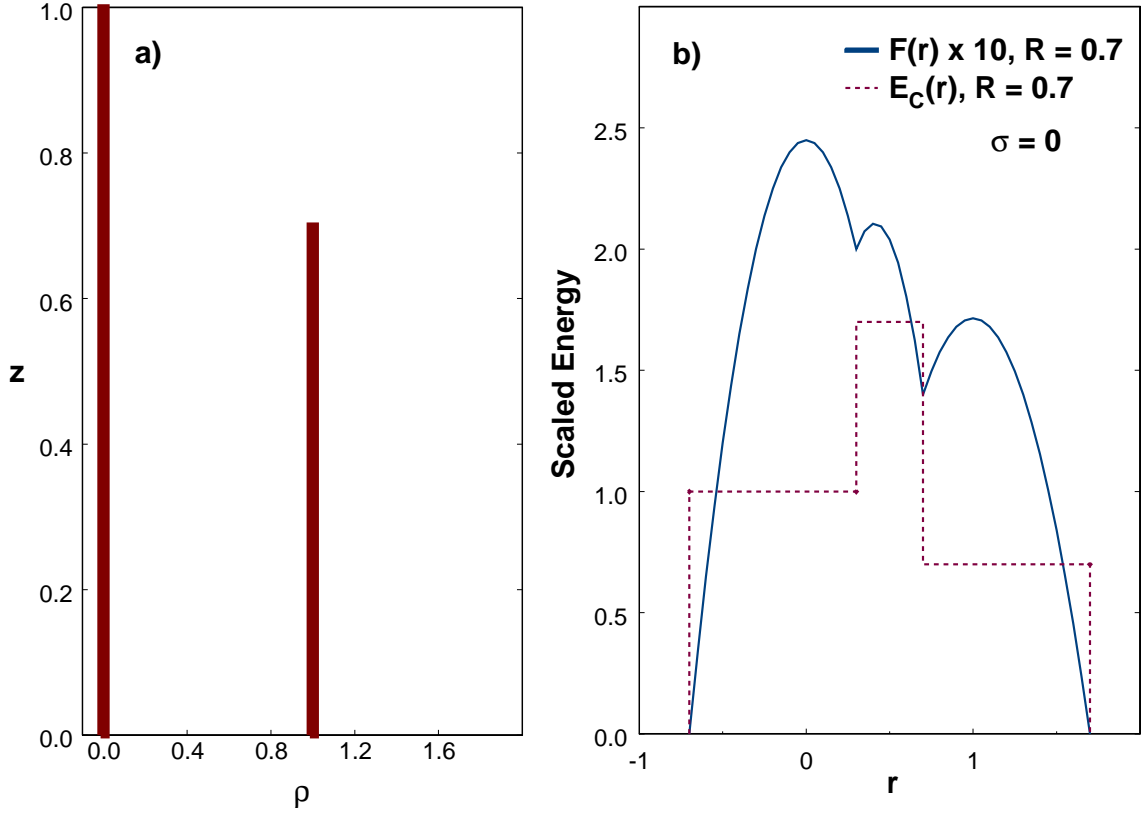 a)
z
1.0
0.8
0.6
0.4
0.2
0.0
0.0 0.4 0.8 1.2 1.6
ρ
b)
F(r) x 10, R = 0.7
E_C(r), R = 0.7
σ = 0
Scaled Energy
2.5
2.0
1.5
1.0
0.5
0.0
-1 0 1
r